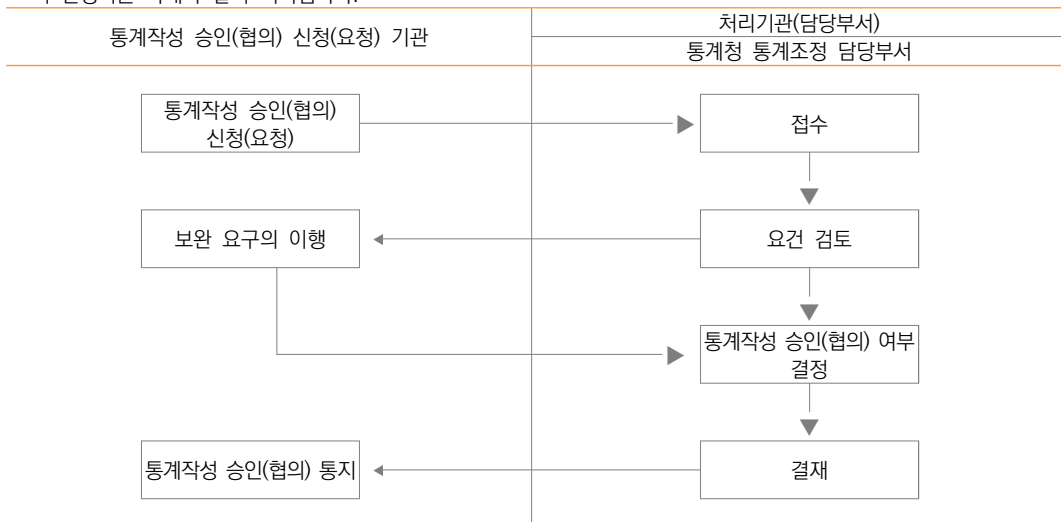 통계작성 승인(협의) 신청(요청) 기관
처리기관(담당부서)
통계청 통계조정 담당부서
통계작성 승인(협의)
신청(요청)
접수
보완 요구의 이행
요건 검토
통계작성 승인(협의) 여부
결정
통계작성 승인(협의) 통지
결재